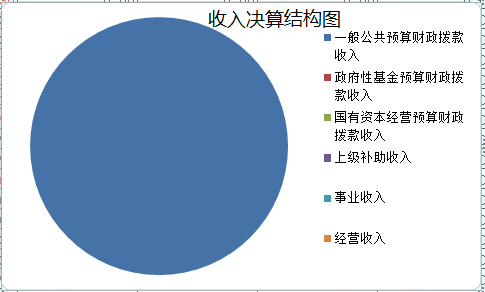 收入决算结构图
一般公共预算财政拨款
收入
政府性基金预算财政拨
款收入
国有资本经营预算财政
拨款收入
上级补助收入
事业收入
经营收入